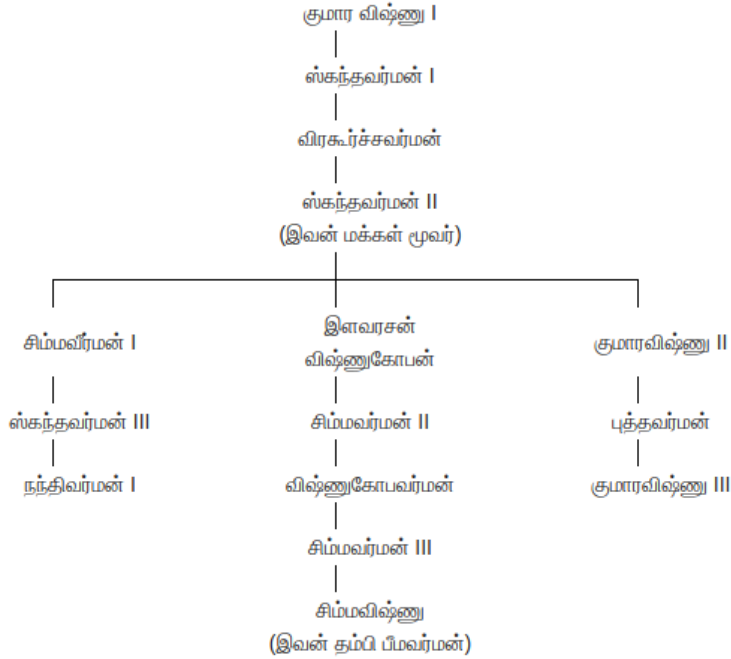 குமார விஷ்ணு I
ஸ்கந்தவர்மன் I
விரகூர்ச்சவர்மன்
ஸ்கந்தவர்மன் II
(இவன் மக்கள் மூவர்)
சிம்மவீர்மன் I
இளவரசன்
விஷ்ணுகோபன்
குமாரவிஷ்ணு II
ஸ்கந்தவர்மன் III
சிம்மவர்மன் II
புத்தவர்மன்
நந்திவர்மன் I
விஷ்ணுகோபவர்மன்
குமாரவிஷ்ணு III
சிம்மவர்மன் III
சிம்மவிஷ்ணு
(இவன் தம்பி பீமவர்மன்)